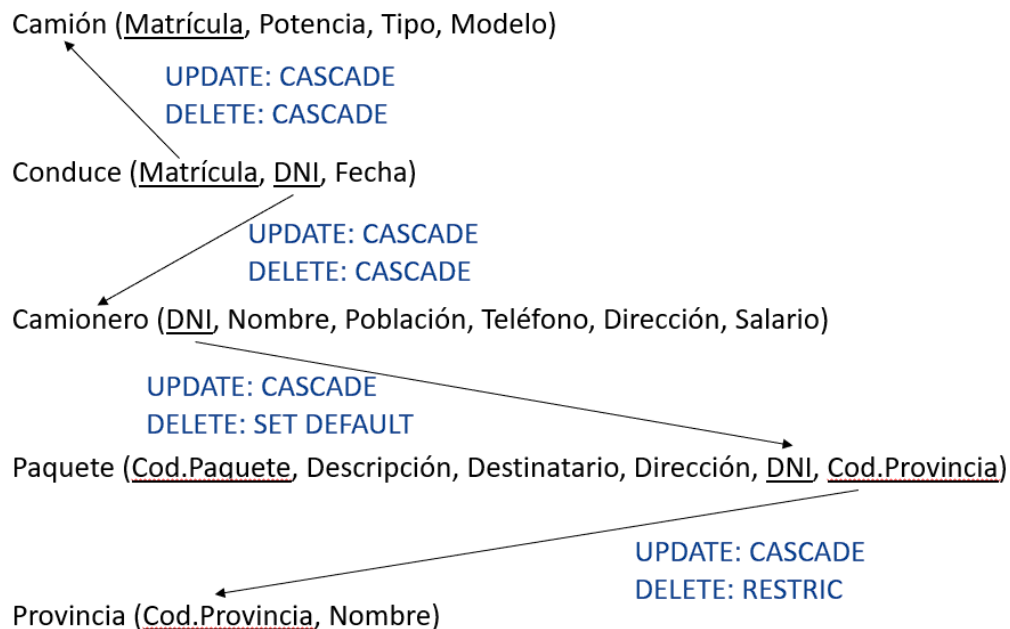 Camión (Matrícula, Potencia, Tipo, Modelo)
UPDATE: CASCADE
DELETE: CASCADE
Conduce (Matrícula, DNI, Fecha)
UPDATE: CASCADE
DELETE: CASCADE
Camionero (DNI, Nombre, Población, Teléfono, Dirección, Salario)
UPDATE: CASCADE
DELETE: SET DEFAULT
Paquete (Cod.Paquete, Descripción, Destinatario, Dirección, DNI, Cod.Provincia)
UPDATE: CASCADE
DELETE: RESTRIC
Provincia (Cod.Provincia, Nombre)